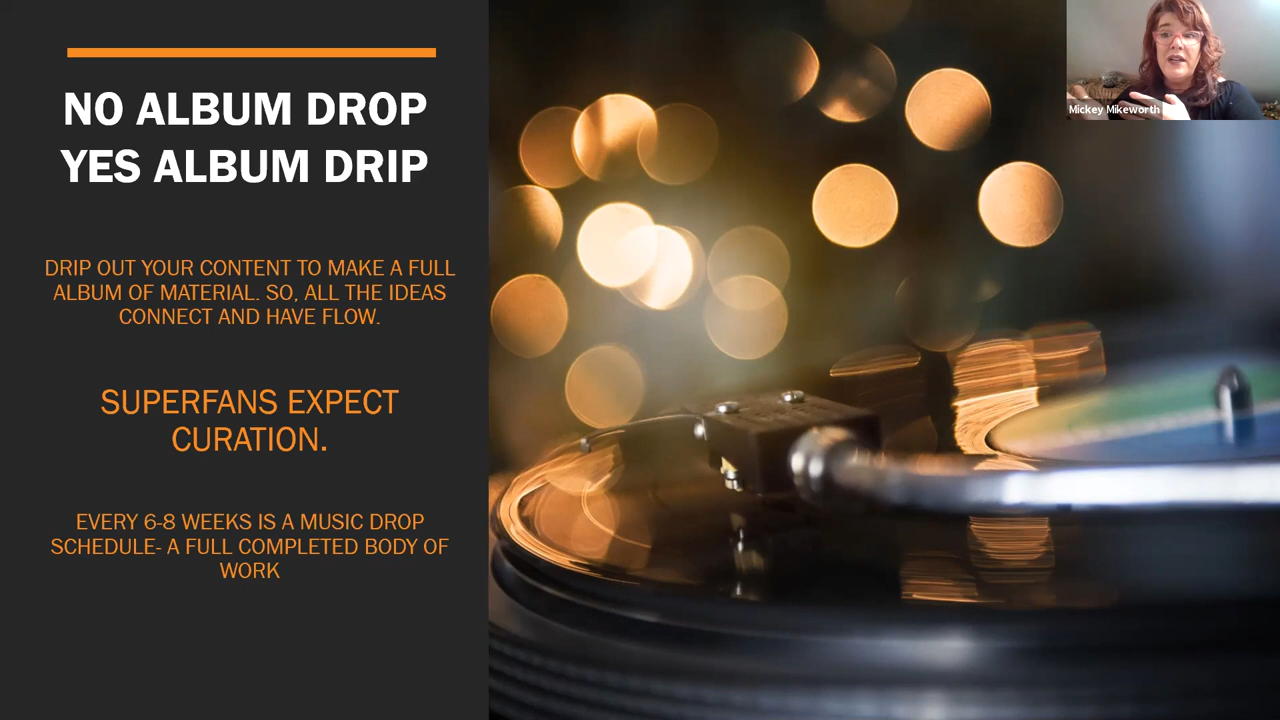 NO ALBUM DROP
YES ALBUM DRIP
DRIP OUT YOUR CONTENT TO MAKE A FULL
ALBUM OF MATERIAL. SO, ALL THE IDEAS
CONNECT AND HAVE FLOW.
SUPERFANS EXPECT
CURATION.
EVERY 6-8 WEEKS IS A MUSIC DROP
SCHEDULE- A FULL COMPLETED BODY OF
WORK
Mickey Mikeworth